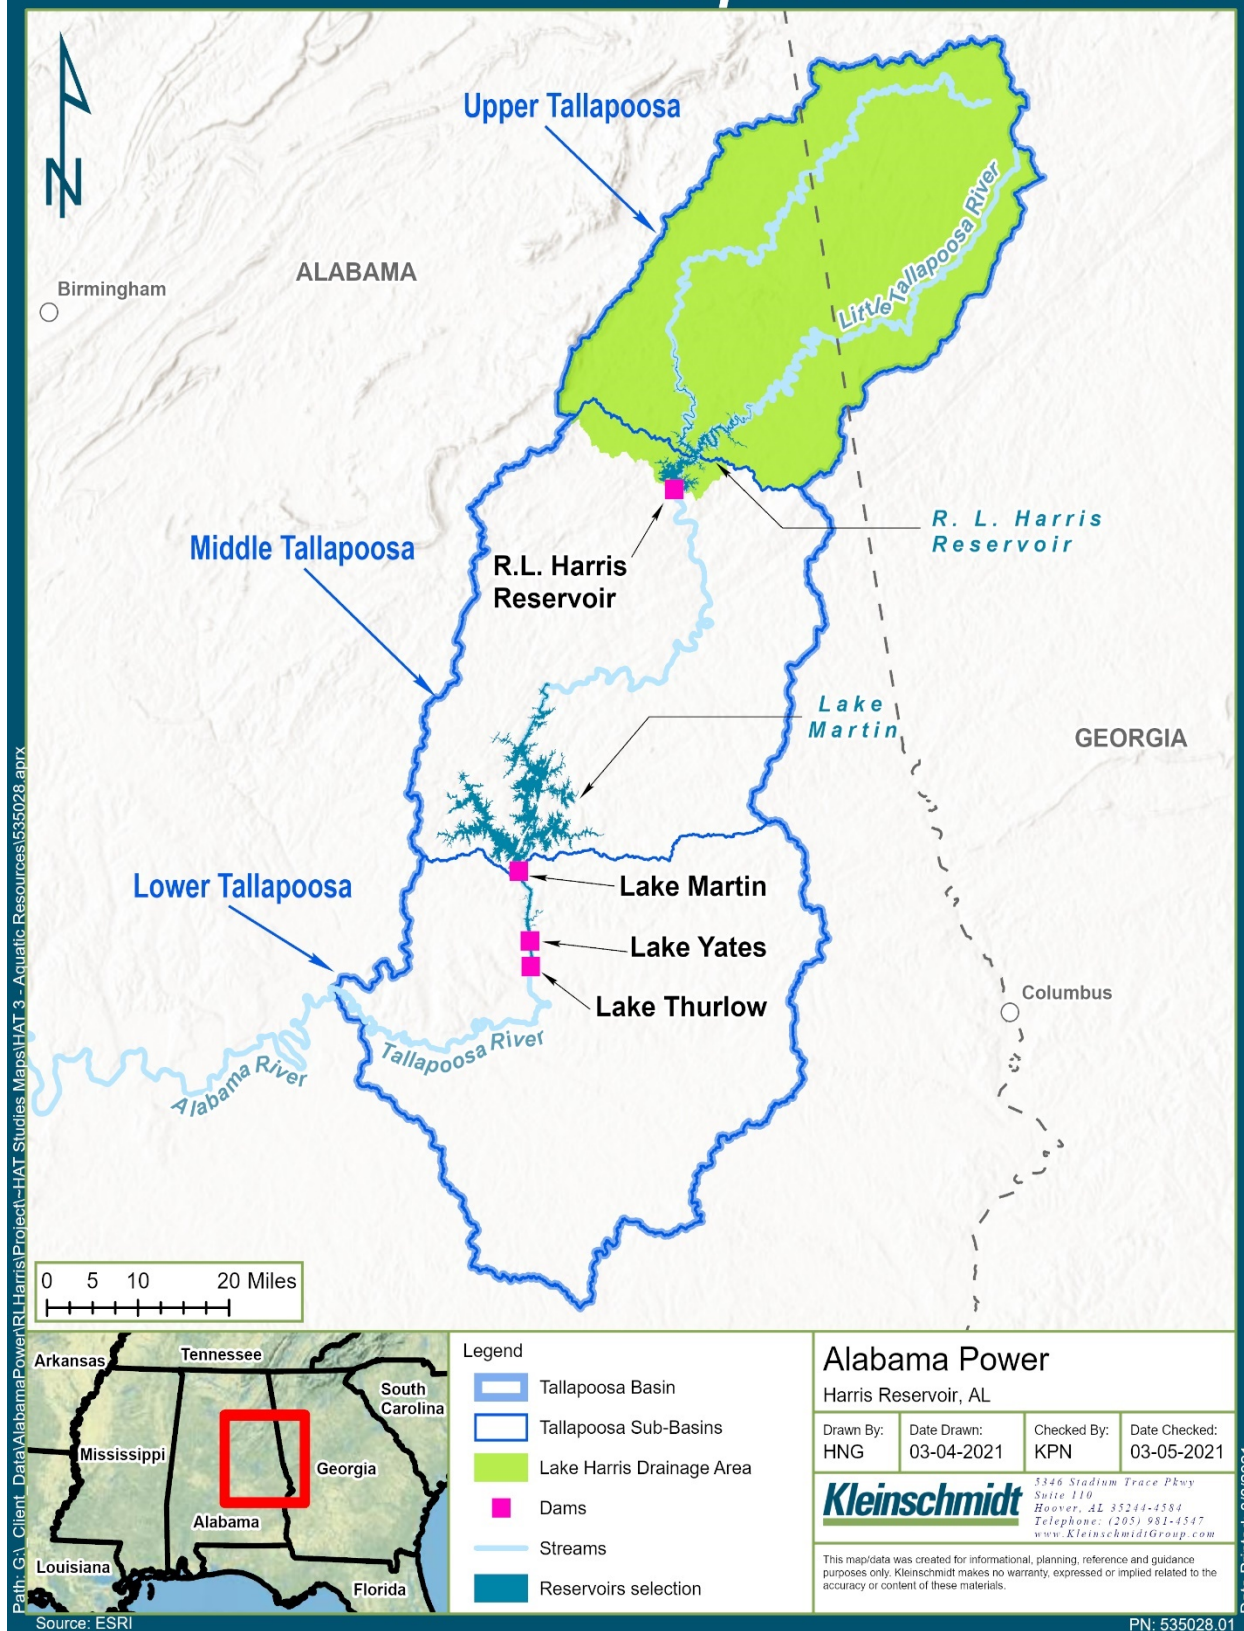 N
Upper Tallapoosa
ALABAMA
Birmingham
Little Tallapoosa River
R. L. Harris
Reservoir
Middle Tallapoosa
R.L. Harris
Reservoir
Lake
Martin
GEORGIA
Lower Tallapoosa
Lake Martin
Lake Yates
Lake Thurlow
Columbus
Tallapoosa River
Alabama River
0 5 10 20 Miles
Path: G:\_Client_Data\AlabamaPower\RLHarris\Project\~HAT Studies Maps\HAT 3 - Aquatic Resources\535028.aprx
Arkansas
Tennessee
South
Carolina
Mississippi
Georgia
Alabama
Louisiana
Florida
Source: ESRI
Legend
Tallapoosa Basin
Tallapoosa Sub-Basins
Lake Harris Drainage Area
Dams
Streams
Reservoirs selection
Alabama Power
Harris Reservoir, AL
Drawn By:
HNG
Date Drawn:
03-04-2021
Checked By:
KPN
Date Checked:
03-05-2021
Kleinschmidt
5346 Stadium Trace Pkwy
Suite 110
Hoover, AL 35244-4584
Telephone: (205) 981-4547
www.KleinschmidtGroup.com
This map/data was created for informational, planning, reference and guidance
purposes only. Kleinschmidt makes no warranty, expressed or implied related to the
accuracy or content of these materials.
PN: 535028.01